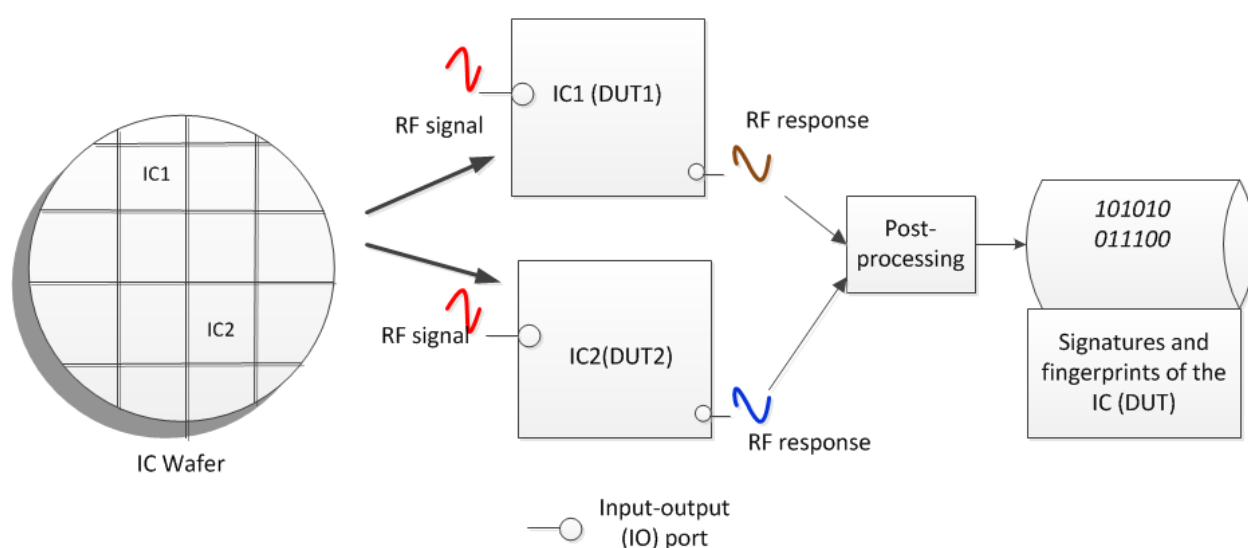 IC1
IC2
IC Wafer
RF signal
IC1 (DUT1)
RF response
RF signal
IC2(DUT2)
RF response
Post-
processing
101010
011100
Signatures and
fingerprints of the
IC (DUT)
Input-output
(IO) port